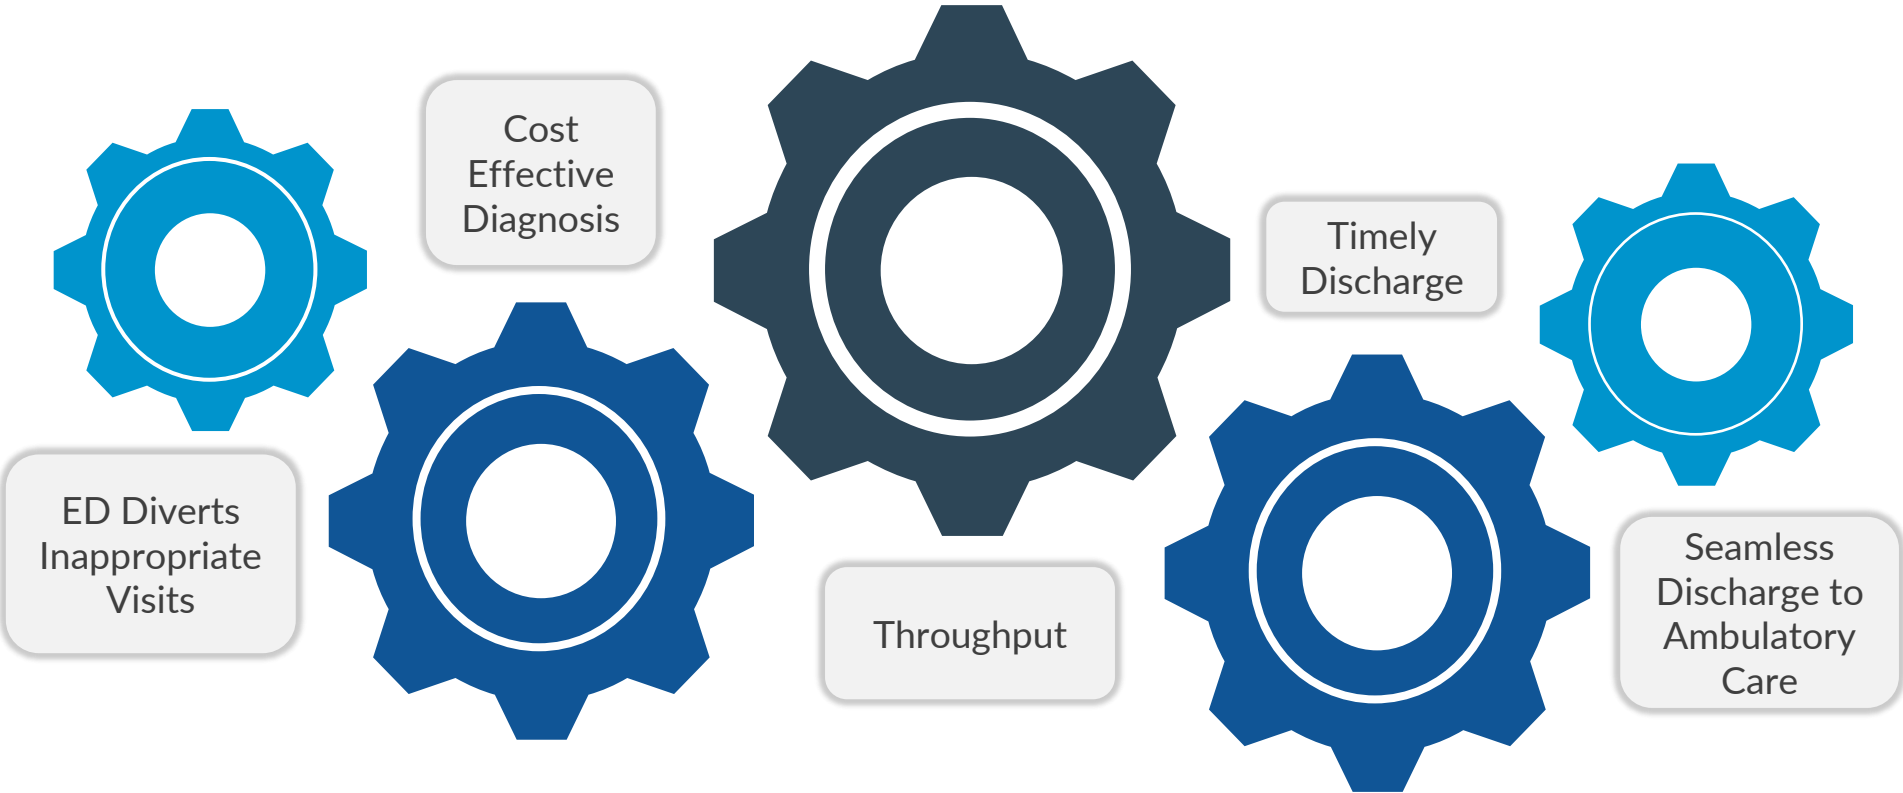 ED Diverts
Inappropriate
Visits
Cost
Effective
Diagnosis
Throughput
Timely
Discharge
Seamless
Discharge to
Ambulatory
Care